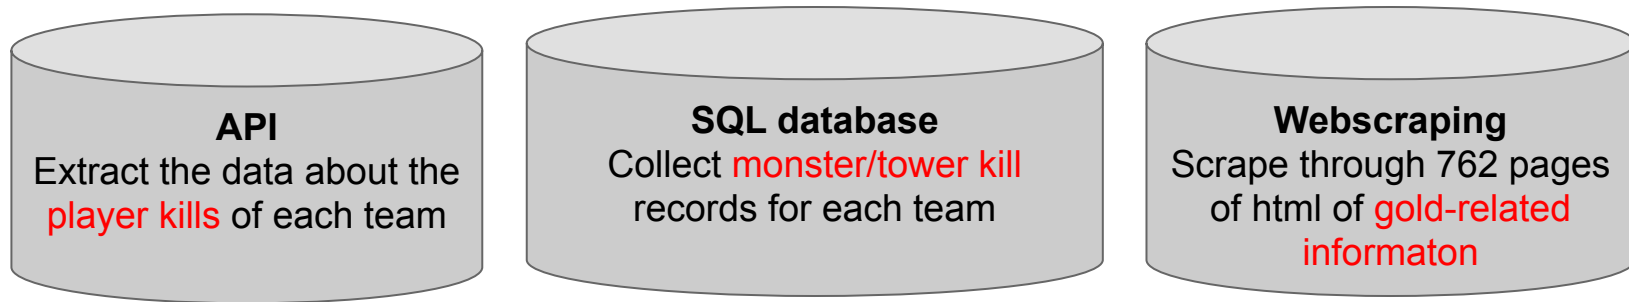 API
Extract the data about the
player kills of each team
SQL database
Collect monster/tower kill
records for each team
Webscraping
Scrape through 762 pages
of html of gold-related
informaton